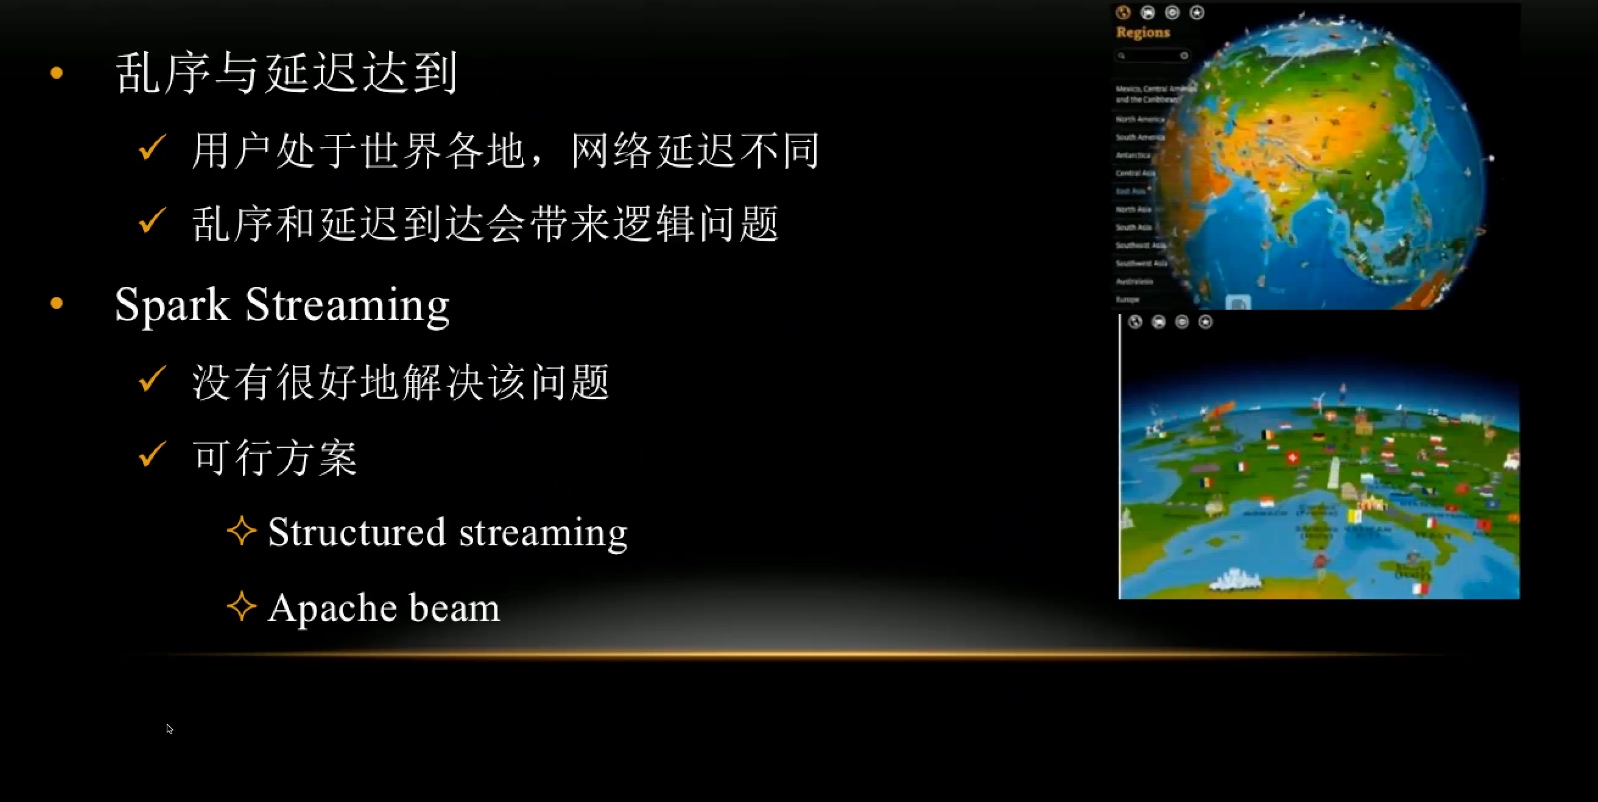 乱序与延迟达到
用户处于世界各地，网络延迟不同
乱序和延迟到达会带来逻辑问题
Spark Streaming
没有很好地解决该问题
可行方案
Structured streaming
Apache beam
Regions
Mexico, Central America
and the Caribbean
North America
South America
Antarctica
Central Asia
East Asia
North Asia
South Asia
Southeast Asia
Southwest Asia
Australasia
Europe